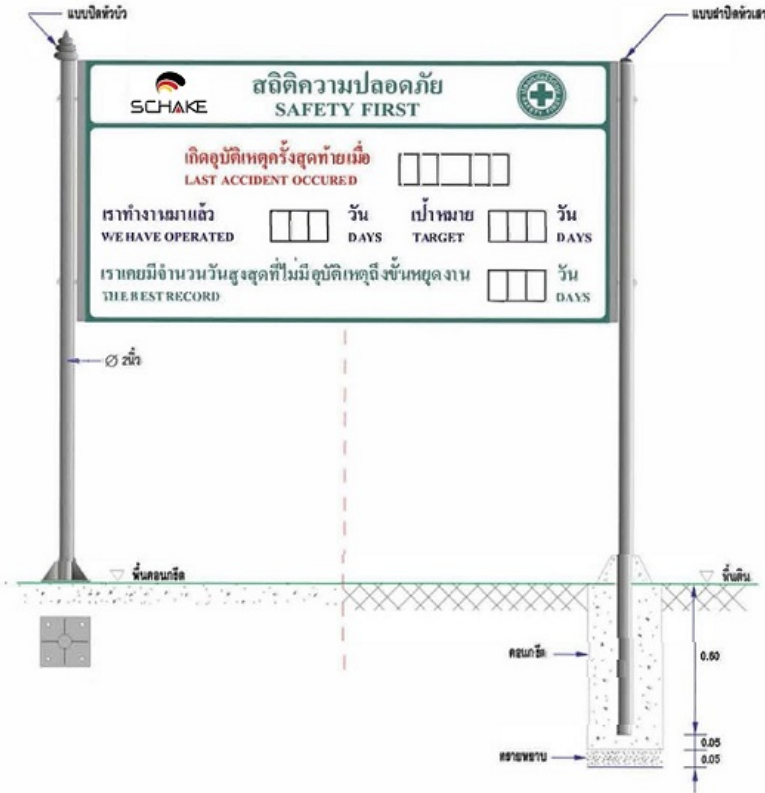 แบบปิดหัวบัว
แบบฝาปิดหัวเสา
SCHAKE
สถิติความปลอดภัย
SAFETY FIRST
เกิดอุบัติเหตุครั้งสุดท้ายเมื่อ
LAST ACCIDENT OCCURED
เราทำงานมาแล้ว วัน เป้าหมาย วัน
WE HAVE OPERATED DAYS TARGET DAYS
เราเคยมีจำนวนวันสูงสุดที่ไม่มีอุบัติเหตุถึงขั้นหยุดงาน วัน
THE BEST RECORD DAYS
Ø 2นิ้ว
พื้นคอนกรีต
พื้นดิน
คอนกรีต
0.60
0.05
ทรายหยาบ
0.05